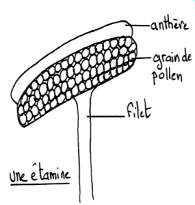 anthère
grain de
pollen
filet
une étamine